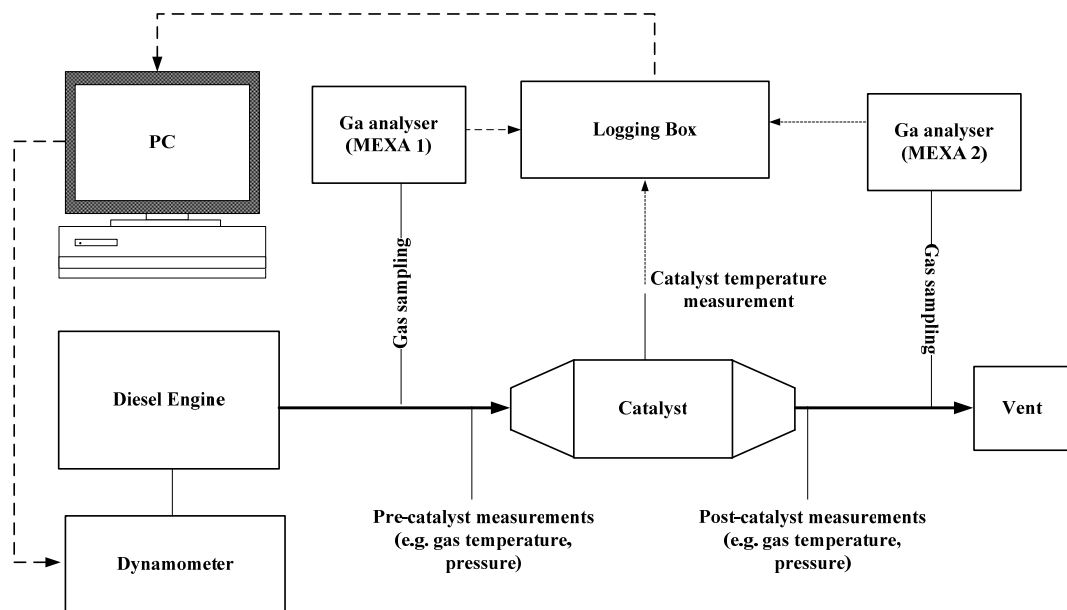 PC
Ga analyser
(MEXA 1)
Logging Box
Ga analyser
(MEXA 2)
Gas sampling
Catalyst temperature
measurement
Gas sampling
Diesel Engine
Catalyst
Vent
Pre-catalyst measurements
(e.g. gas temperature,
pressure)
Post-catalyst measurements
(e.g. gas temperature,
pressure)
Dynamometer